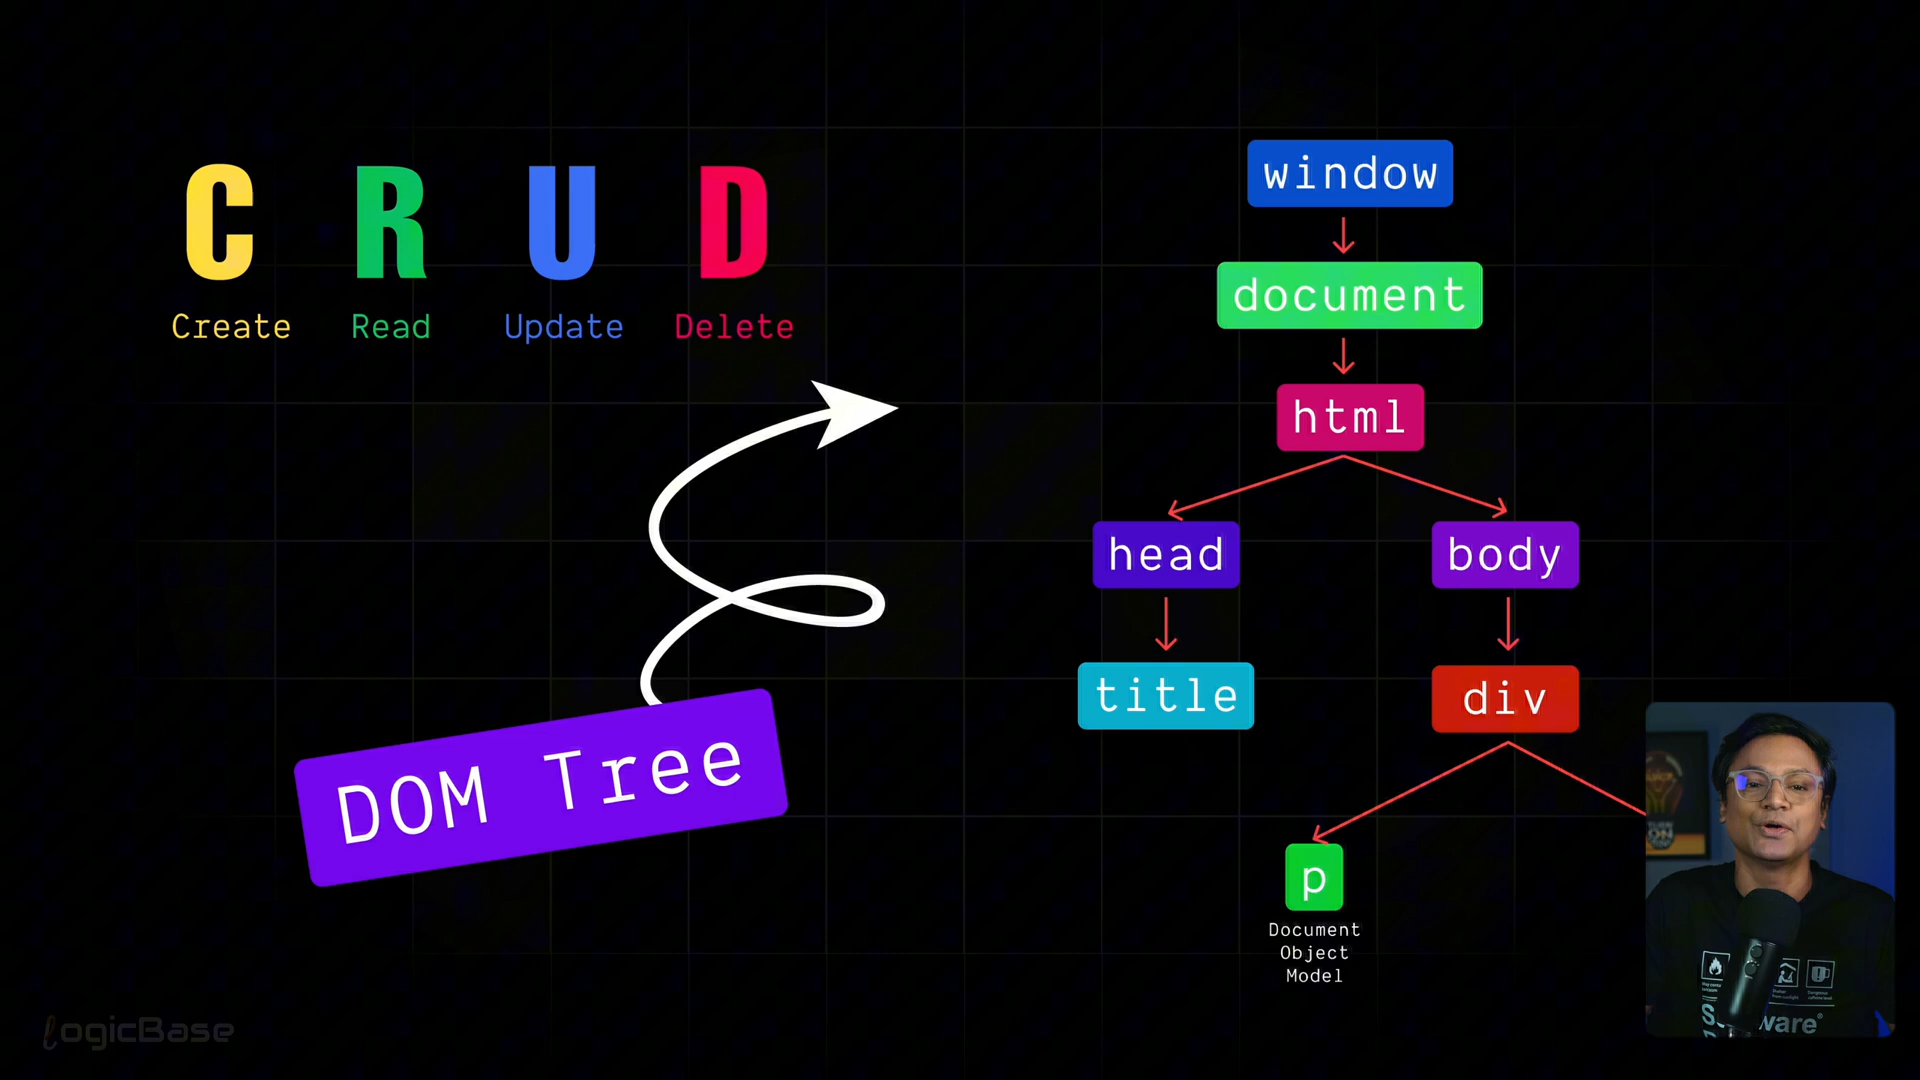 C R U D
Create Read Update Delete
DOM Tree
window
document
html
head body
title div
p
Document
Object
Model
LogicBase